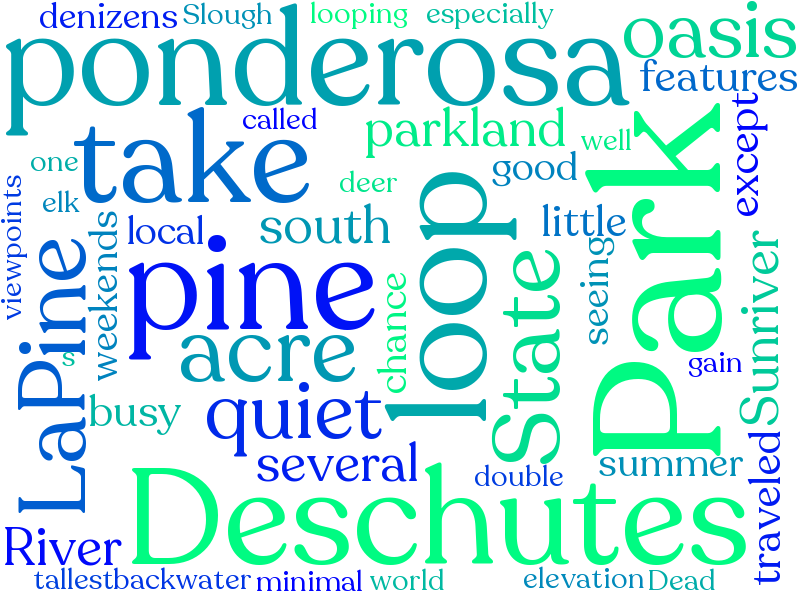 denizens
Slough
looping
especially
ponderosa
oasis
features
take
called
parkland
well
good
except
Park
one
deer
elk
viewpoints
local
south
little
loop
weekends
LaPine
pine
State
seeing
Sunriver
s
acre
chance
gain
busy
quiet
several
double
summer
traveled
Deschutes
River
tallest
backwater
minimal
world
elevation
Dead